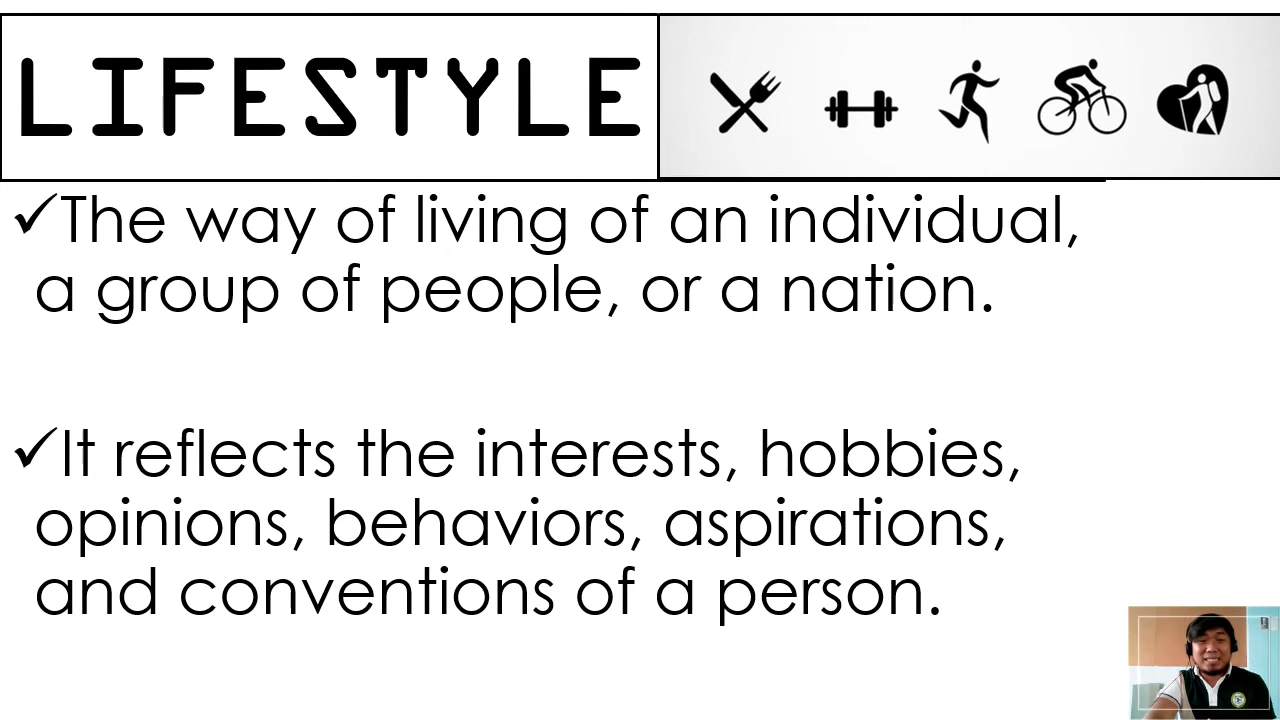 LIFESTYLE
✓The way of living of an individual,
a group of people, or a nation.
✓It reflects the interests, hobbies,
opinions, behaviors, aspirations,
and conventions of a person.